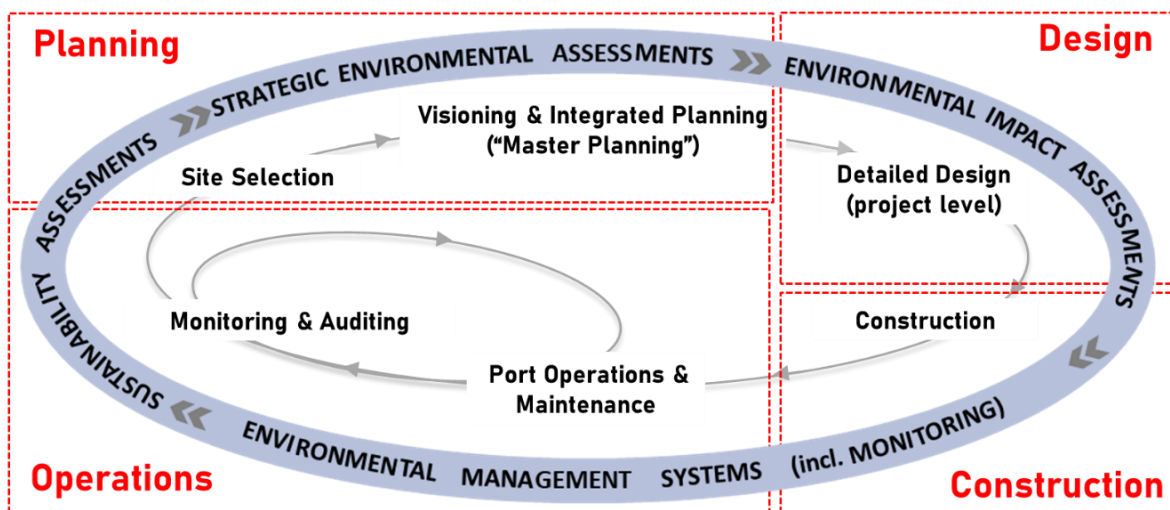 Planning
Design
STRATEGIC ENVIRONMENTAL ASSESSMENTS
ENVIRONMENTAL IMPACT ASSESSMENTS
Visioning & Integrated Planning
(“Master Planning”)
Site Selection
Detailed Design
(project level)
SUSTAINABILITY ASSESSMENTS
Monitoring & Auditing
Construction
Port Operations &
Maintenance
ENVIRONMENTAL MANAGEMENT SYSTEMS (incl. MONITORING)
Operations
Construction